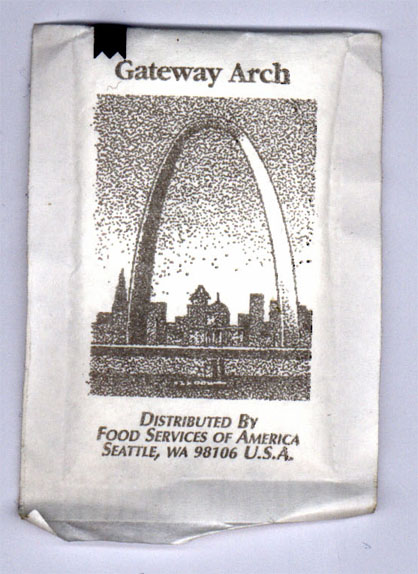 Gateway Arch
DISTRIBUTED BY
FOOD SERVICES OF AMERICA
SEATTLE, WA 98106 U.S.A.